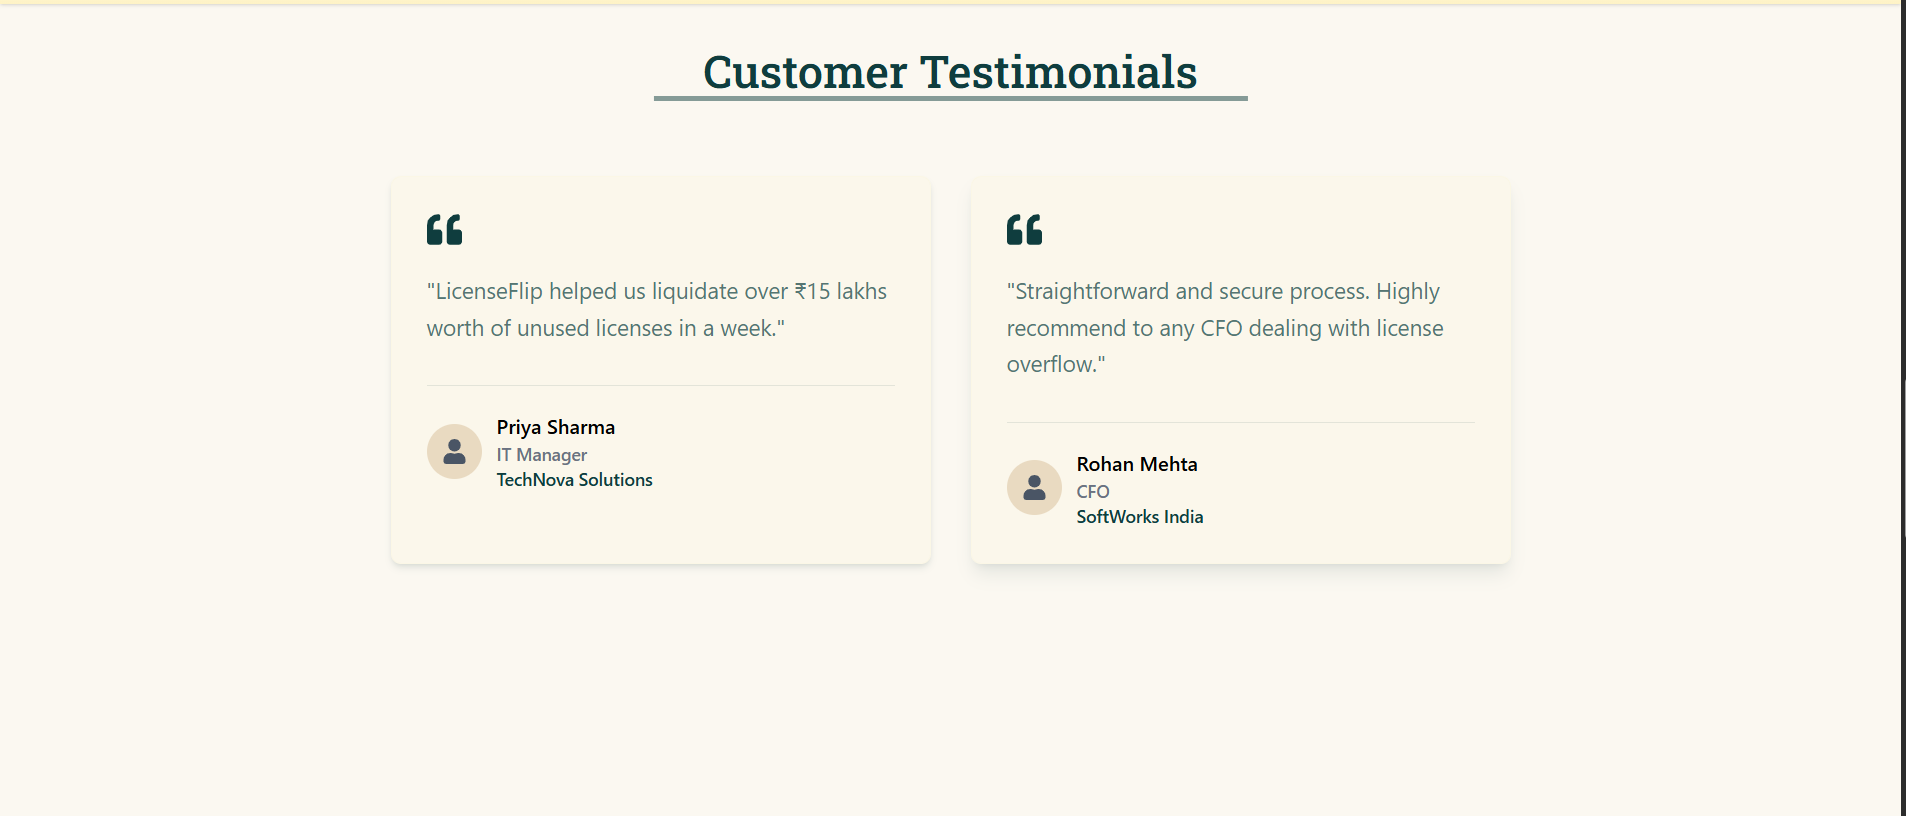 Customer Testimonials
"LicenseFlip helped us liquidate over ₹15 lakhs
worth of unused licenses in a week."
Priya Sharma
IT Manager
TechNova Solutions
"Straightforward and secure process. Highly
recommend to any CFO dealing with license
overflow."
Rohan Mehta
CFO
SoftWorks India